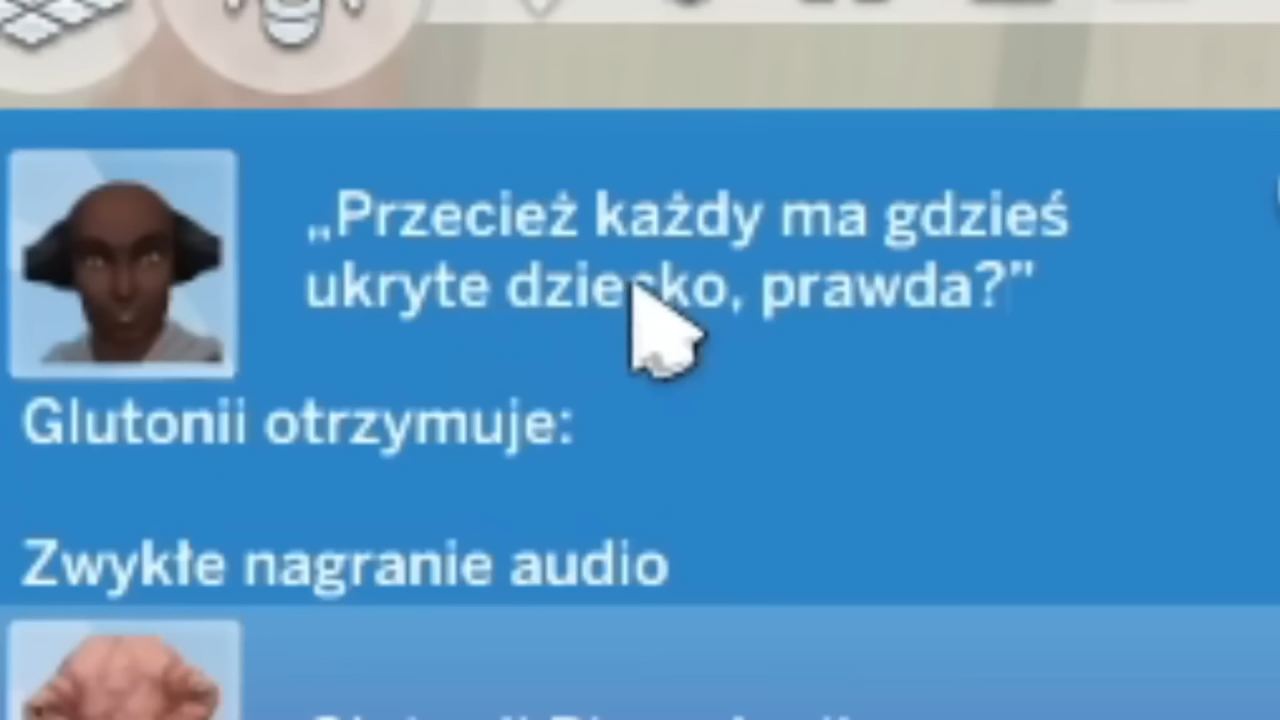 „Przecież każdy ma gdzieś
ukryte dziecko, prawda?”
Glutonii otrzymuje:
Zwykłe nagranie audio